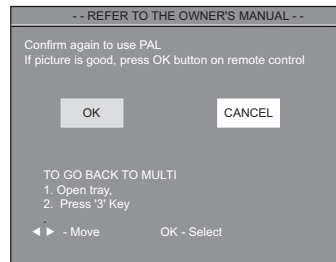 - - REFER TO THE OWNER'S MANUAL - -
Confirm again to use PAL
If picture is good, press OK button on remote control
OK CANCEL
TO GO BACK TO MULTI
1. Open tray,
2. Press '3' Key
.
◄ ► - Move OK - Select